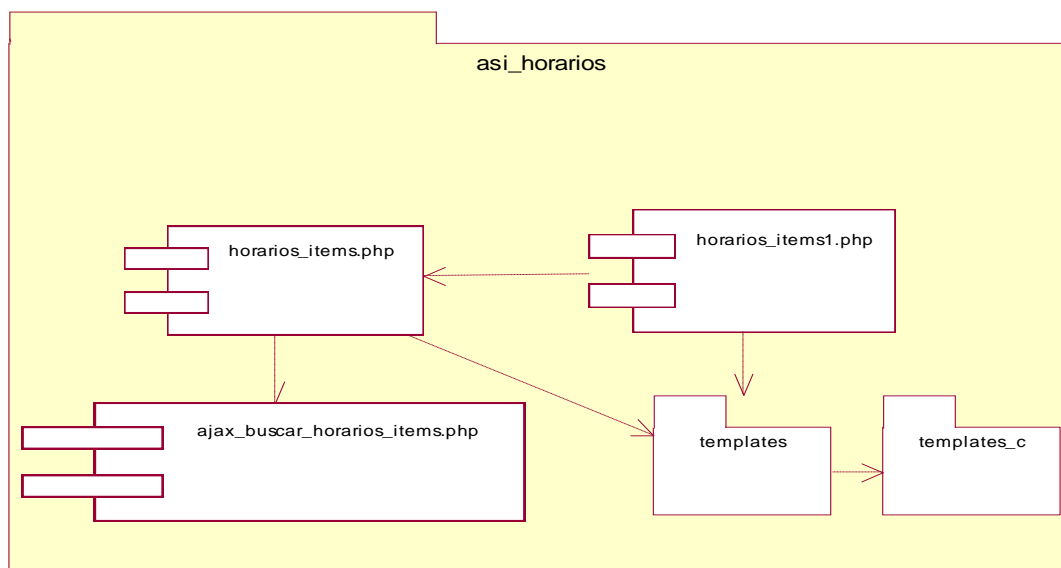 asi_horarios
horarios_items.php
horarios_items1.php
ajax_buscar_horarios_items.php
templates
templates_c